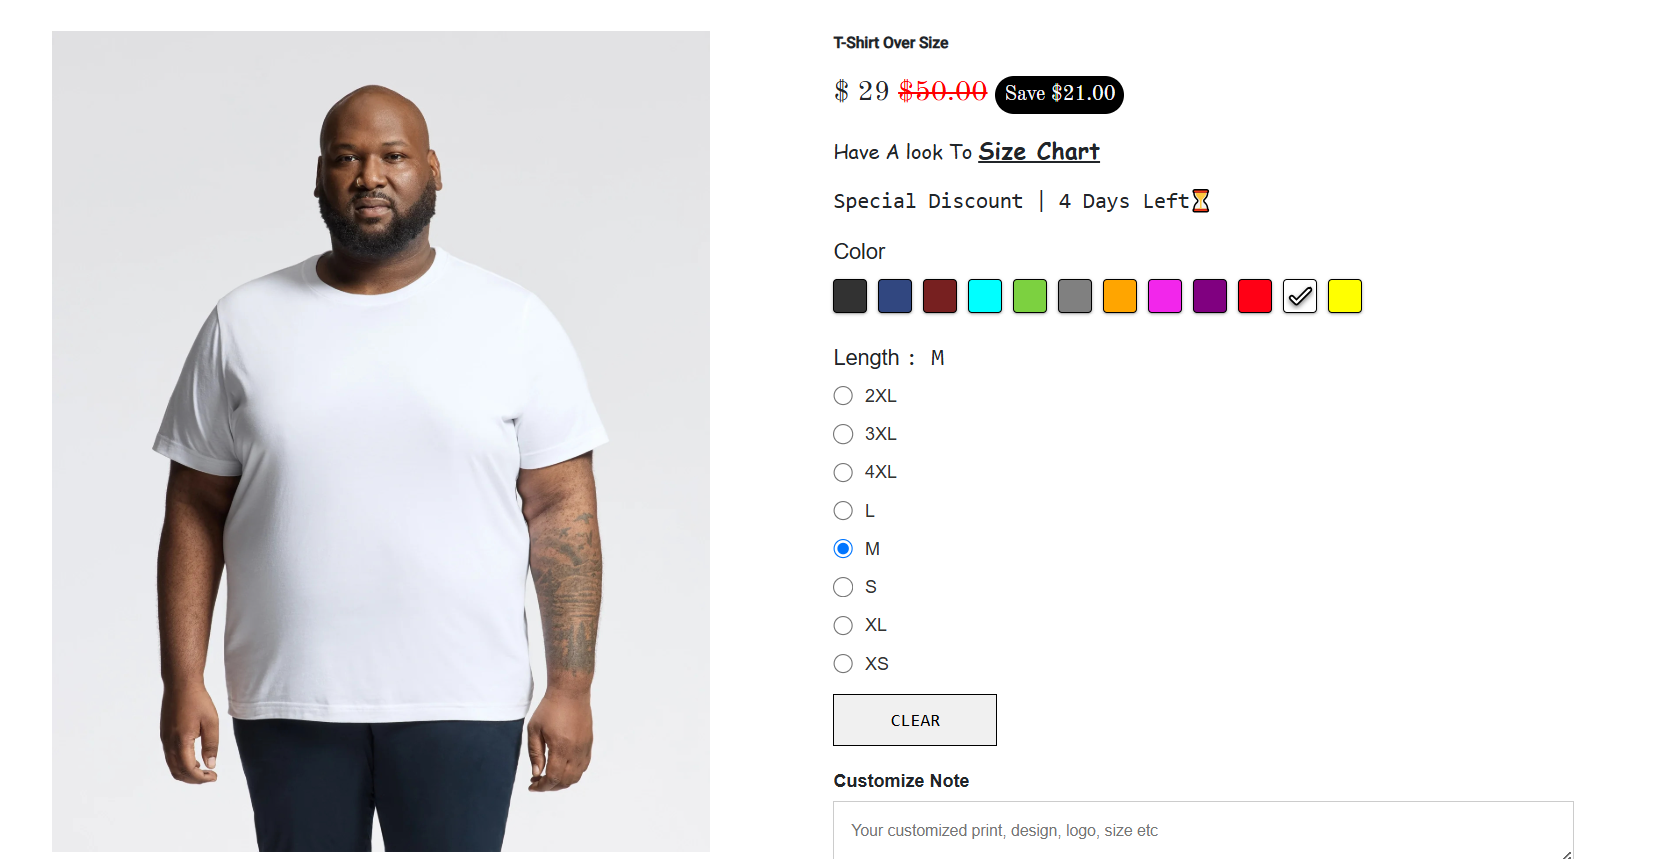 T-Shirt Over Size
$ 29 $50.00 Save $21.00
Have A look To Size Chart
Special Discount | 4 Days Left⏳
Color
Length : M
2XL
3XL
4XL
L
M
S
XL
XS
CLEAR
Customize Note
Your customized print, design, logo, size etc